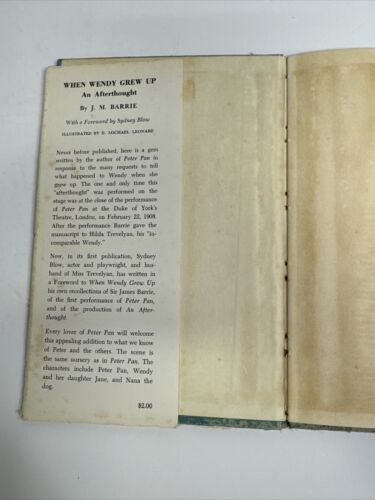 WHEN WENDY GREW UP
An Afterthought
By J. M. BARRIE
With a Foreword by Sydney Blow
ILLUSTRATED BY D. MICHAEL LEONARD
Never before published, here is a gem
written by the author of Peter Pan in
response to the many requests to tell
what happened to Wendy when she
grew up. The one and only time this
"afterthought" was performed on the
stage was at the close of the performance
of Peter Pan at the Duke of York's
Theatre, London, on February 22, 1908.
After the performance Barrie gave the
manuscript to Hilda Trevelyan, his "in-
comparable Wendy."
Now, in its first publication, Sydney
Blow, actor and playwright, and hus-
band of Miss Trevelyan, has written in
a Foreword to When Wendy Grew Up
his own recollections of Sir James Barrie,
of the first performance of Peter Pan,
and of the production of An After-
thought.
Every lover of Peter Pan will welcome
this appealing addition to what we know
of Peter and the others. The scene is
the same nursery as in Peter Pan. The
characters include Peter Pan, Wendy
and her daughter Jane, and Nana the
dog.
$2.00